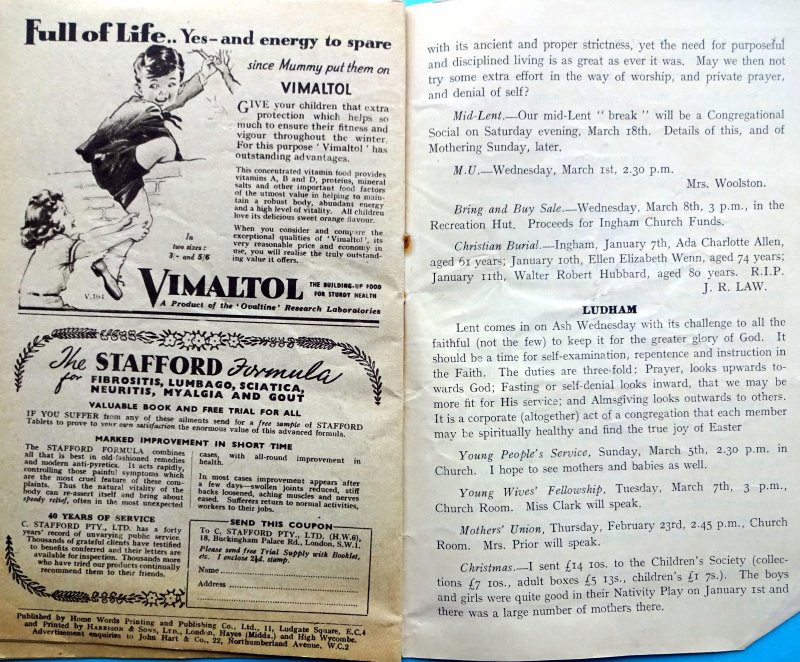 Full of Life.. Yes–and energy to spare
since Mummy put them on
VIMALTOL
GIVE your children that extra
protection which helps so
much to ensure their fitness and
vigour throughout the winter.
For this purpose 'Vimaltol' has
outstanding advantages.
This concentrated vitamin food provides
vitamins A, B and D, proteins, mineral
salts and other important food factors
of the utmost value in helping to main-
tain a robust body, abundant energy
and a high level of vitality. All children
love its delicious sweet orange flavour.
When you consider and compare the
exceptional qualities of 'Vimaltol', its
very reasonable price and economy in
use, you will realise the truly outstand-
ing value it offers.
In
two sizes:
3/- and 5/6
V.194
VIMALTOL THE BUILDING-UP FOOD
FOR STURDY HEALTH
A Product of the 'Ovaltine' Research Laboratories
The STAFFORD Formula
for FIBROSITIS, LUMBAGO, SCIATICA,
NEURITIS, MYALGIA AND GOUT
VALUABLE BOOK AND FREE TRIAL FOR ALL
IF YOU SUFFER from any of these ailments send for a free sample of STAFFORD
Tablets to prove to your own satisfaction the enormous value of this advanced formula.
MARKED IMPROVEMENT IN SHORT TIME
The STAFFORD FORMULA combines
all that is best in old-fashioned remedies
and modern anti-pyretics. It acts rapidly,
controlling those painful symptoms which
are the most cruel feature of these com-
plaints. Thus the natural vitality of the
body can re-assert itself and bring about
speedy relief, often in the most unexpected
cases, with all-round improvement in
health.
In most cases improvement appears after
a few days—swollen joints reduced, stiff
backs loosened, aching muscles and nerves
eased. Sufferers return to normal activities,
workers to their jobs.
40 YEARS OF SERVICE
C. STAFFORD PTY., LTD. has a forty
years' record of unvarying public service.
Thousands of grateful clients have testified
to benefits conferred and their letters are
available for inspection. Thousands more
who have tried our products continually
recommend them to their friends.
SEND THIS COUPON
To C. STAFFORD PTY., LTD. (H.W.6),
18, Buckingham Palace Rd., London, S.W.1.
Please send free Trial Supply with Booklet,
etc. I enclose 2½d. stamp.
Name
Address
Published by Home Words Printing and Publishing Co., Ltd., 11, Ludgate Square, E.C.4
and Printed by HARRISON & SONS, LTD., London, Hayes (Middx.) and High Wycombe.
Advertisement enquiries to John Hart & Co., 22, Northumberland Avenue, W.C.2
with its ancient and proper strictness, yet the need for purposeful
and disciplined living is as great as ever it was. May we then not
try some extra effort in the way of worship, and private prayer,
and denial of self?
Mid-Lent.—Our mid-Lent " break " will be a Congregational
Social on Saturday evening, March 18th. Details of this, and of
Mothering Sunday, later.
M.U.—Wednesday, March 1st, 2.30 p.m.
Mrs. Woolston.
Bring and Buy Sale.—Wednesday, March 8th, 3 p.m., in the
Recreation Hut. Proceeds for Ingham Church Funds.
Christian Burial.—Ingham, January 7th, Ada Charlotte Allen,
aged 61 years; January 10th, Ellen Elizabeth Wenn, aged 74 years;
January 11th, Walter Robert Hubbard, aged 80 years. R.I.P.
J. R. LAW.
LUDHAM
Lent comes in on Ash Wednesday with its challenge to all the
faithful (not the few) to keep it for the greater glory of God. It
should be a time for self-examination, repentence and instruction in
the Faith. The duties are three-fold: Prayer, looks upwards to-
wards God; Fasting or self-denial looks inward, that we may be
more fit for His service; and Almsgiving looks outwards to others.
It is a corporate (altogether) act of a congregation that each member
may be spiritually healthy and find the true joy of Easter
Young People's Service, Sunday, March 5th, 2.30 p.m. in
Church. I hope to see mothers and babies as well.
Young Wives' Fellowship, Tuesday, March 7th, 3 p.m.,
Church Room. Miss Clark will speak.
Mothers' Union, Thursday, February 23rd, 2.45 p.m., Church
Room. Mrs. Prior will speak.
Christmas.—I sent £14 10s. to the Children's Society (collec-
tions £7 10s., adult boxes £5 13s., children's £1 7s.). The boys
and girls were quite good in their Nativity Play on January 1st and
there was a large number of mothers there.